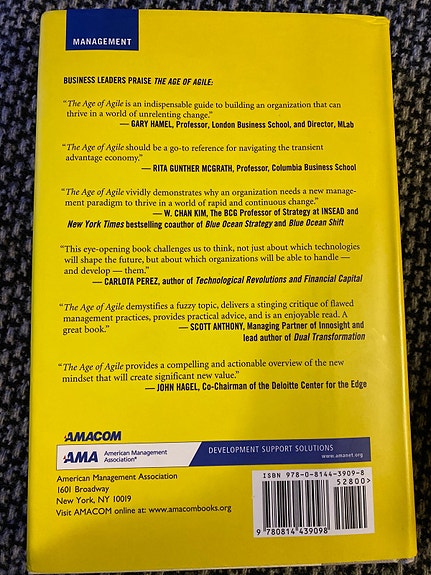 MANAGEMENT
BUSINESS LEADERS PRAISE THE AGE OF AGILE:
“The Age of Agile is an indispensable guide to building an organization that can
thrive in a world of unrelenting change.”
— GARY HAMEL, Professor, London Business School, and Director, MLab
“The Age of Agile should be a go-to reference for navigating the transient
advantage economy.”
— RITA GUNTHER MCGRATH, Professor, Columbia Business School
“The Age of Agile vividly demonstrates why an organization needs a new manage-
ment paradigm to thrive in a world of rapid and continuous change.”
— W. CHAN KIM, The BCG Professor of Strategy at INSEAD and
New York Times bestselling coauthor of Blue Ocean Strategy and Blue Ocean Shift
“This eye-opening book challenges us to think, not just about which technologies
will shape the future, but about which organizations will be able to handle —
and develop — them.”
— CARLOTA PEREZ, author of Technological Revolutions and Financial Capital
“The Age of Agile demystifies a fuzzy topic, delivers a stinging critique of flawed
management practices, provides practical advice, and is an enjoyable read. A
great book.” — SCOTT ANTHONY, Managing Partner of Innosight and
lead author of Dual Transformation
“The Age of Agile provides a compelling and actionable overview of the new
mindset that will create significant new value.”
— JOHN HAGEL, Co-Chairman of the Deloitte Center for the Edge
AMACOM
AMA American Management Association®
DEVELOPMENT SUPPORT SOLUTIONS
www.amanet.org
American Management Association
1601 Broadway
New York, NY 10019
Visit AMACOM online at: www.amacombooks.org
ISBN 978-0-8144-3909-8
52800>
9 780814 439098